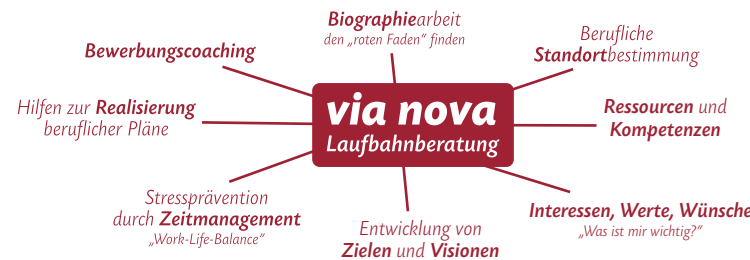 Biographiearbeit
den „roten Faden“ finden
Berufliche
Standortbestimmung
Bewerbungscoaching
Hilfen zur Realisierung
beruflicher Pläne
via nova
Laufbahnberatung
Ressourcen und
Kompetenzen
Stressprävention
durch Zeitmanagement
„Work-Life-Balance“
Entwicklung von
Zielen und Visionen
Interessen, Werte, Wünsche
„Was ist mir wichtig?“